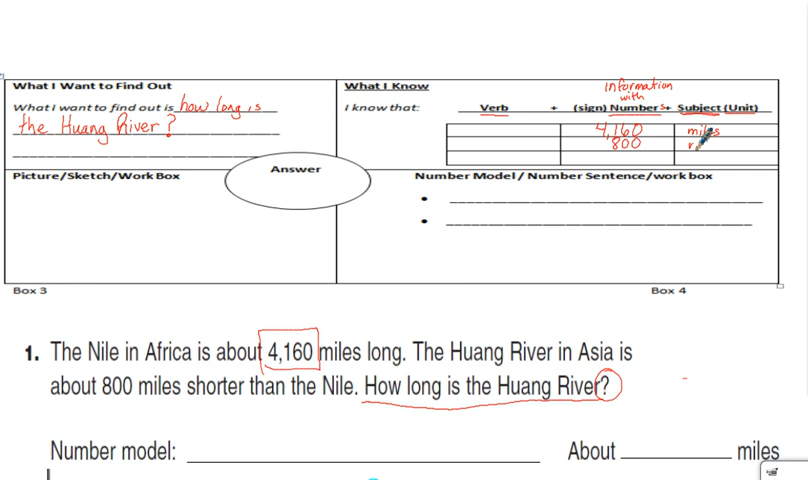 What I Want to Find Out
What I want to find out is how long is
the Huang River?
What I Know
Information
with
I know that: Verb + (sign) Numbers + Subject (Unit)
4,160 miles
800
Picture/Sketch/Work Box
Answer
Number Model / Number Sentence/work box
Box 3
Box 4
1. The Nile in Africa is about 4,160 miles long. The Huang River in Asia is
about 800 miles shorter than the Nile. How long is the Huang River?
Number model: About miles